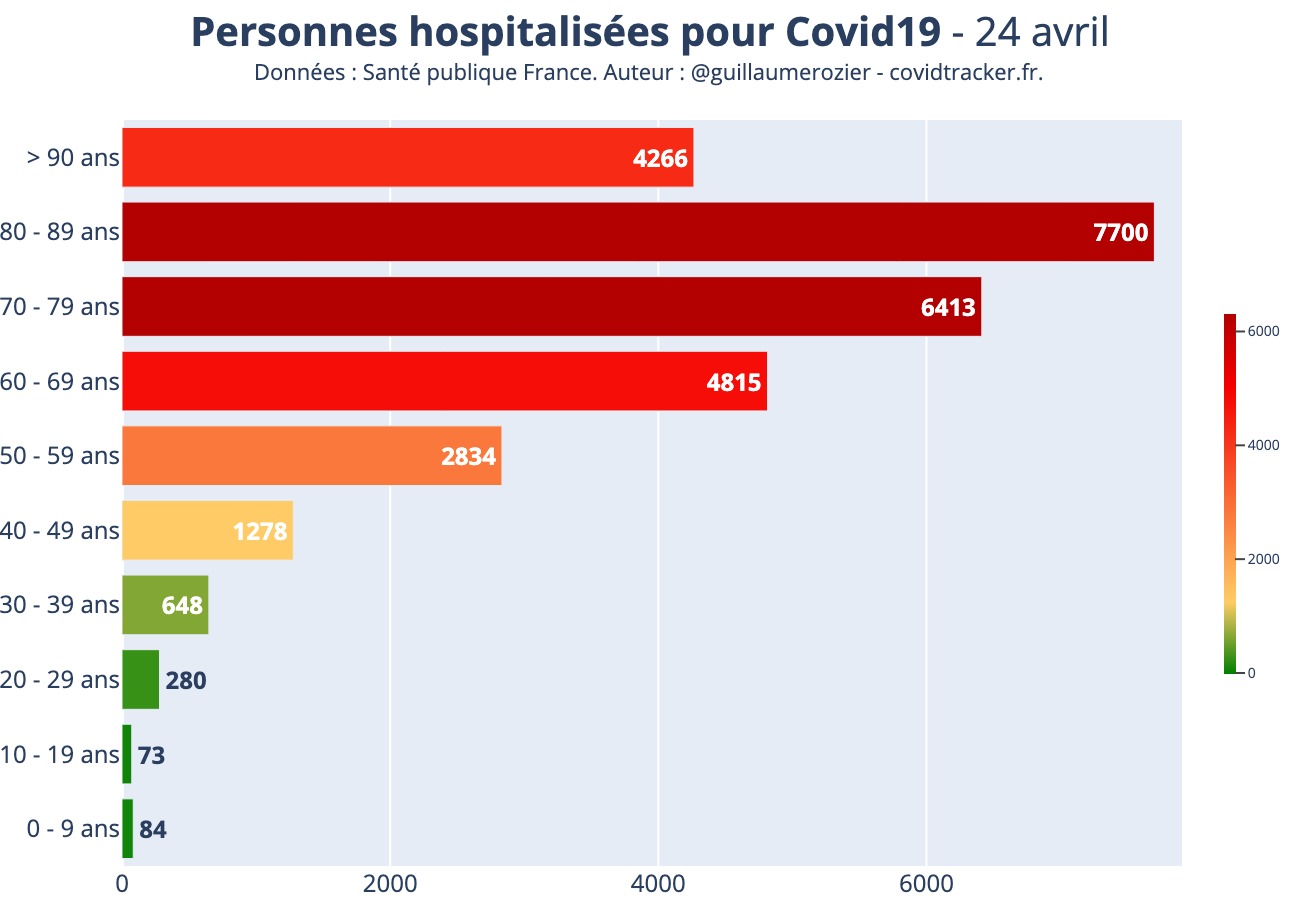 Personnes hospitalisées pour Covid19 - 24 avril
Données : Santé publique France. Auteur : @guillaumerozier - covidtracker.fr.
> 90 ans 4266
80 - 89 ans 7700
70 - 79 ans 6413
60 - 69 ans 4815
50 - 59 ans 2834
40 - 49 ans 1278
30 - 39 ans 648
20 - 29 ans 280
10 - 19 ans 73
0 - 9 ans 84
0 2000 4000 6000
6000
4000
2000
0